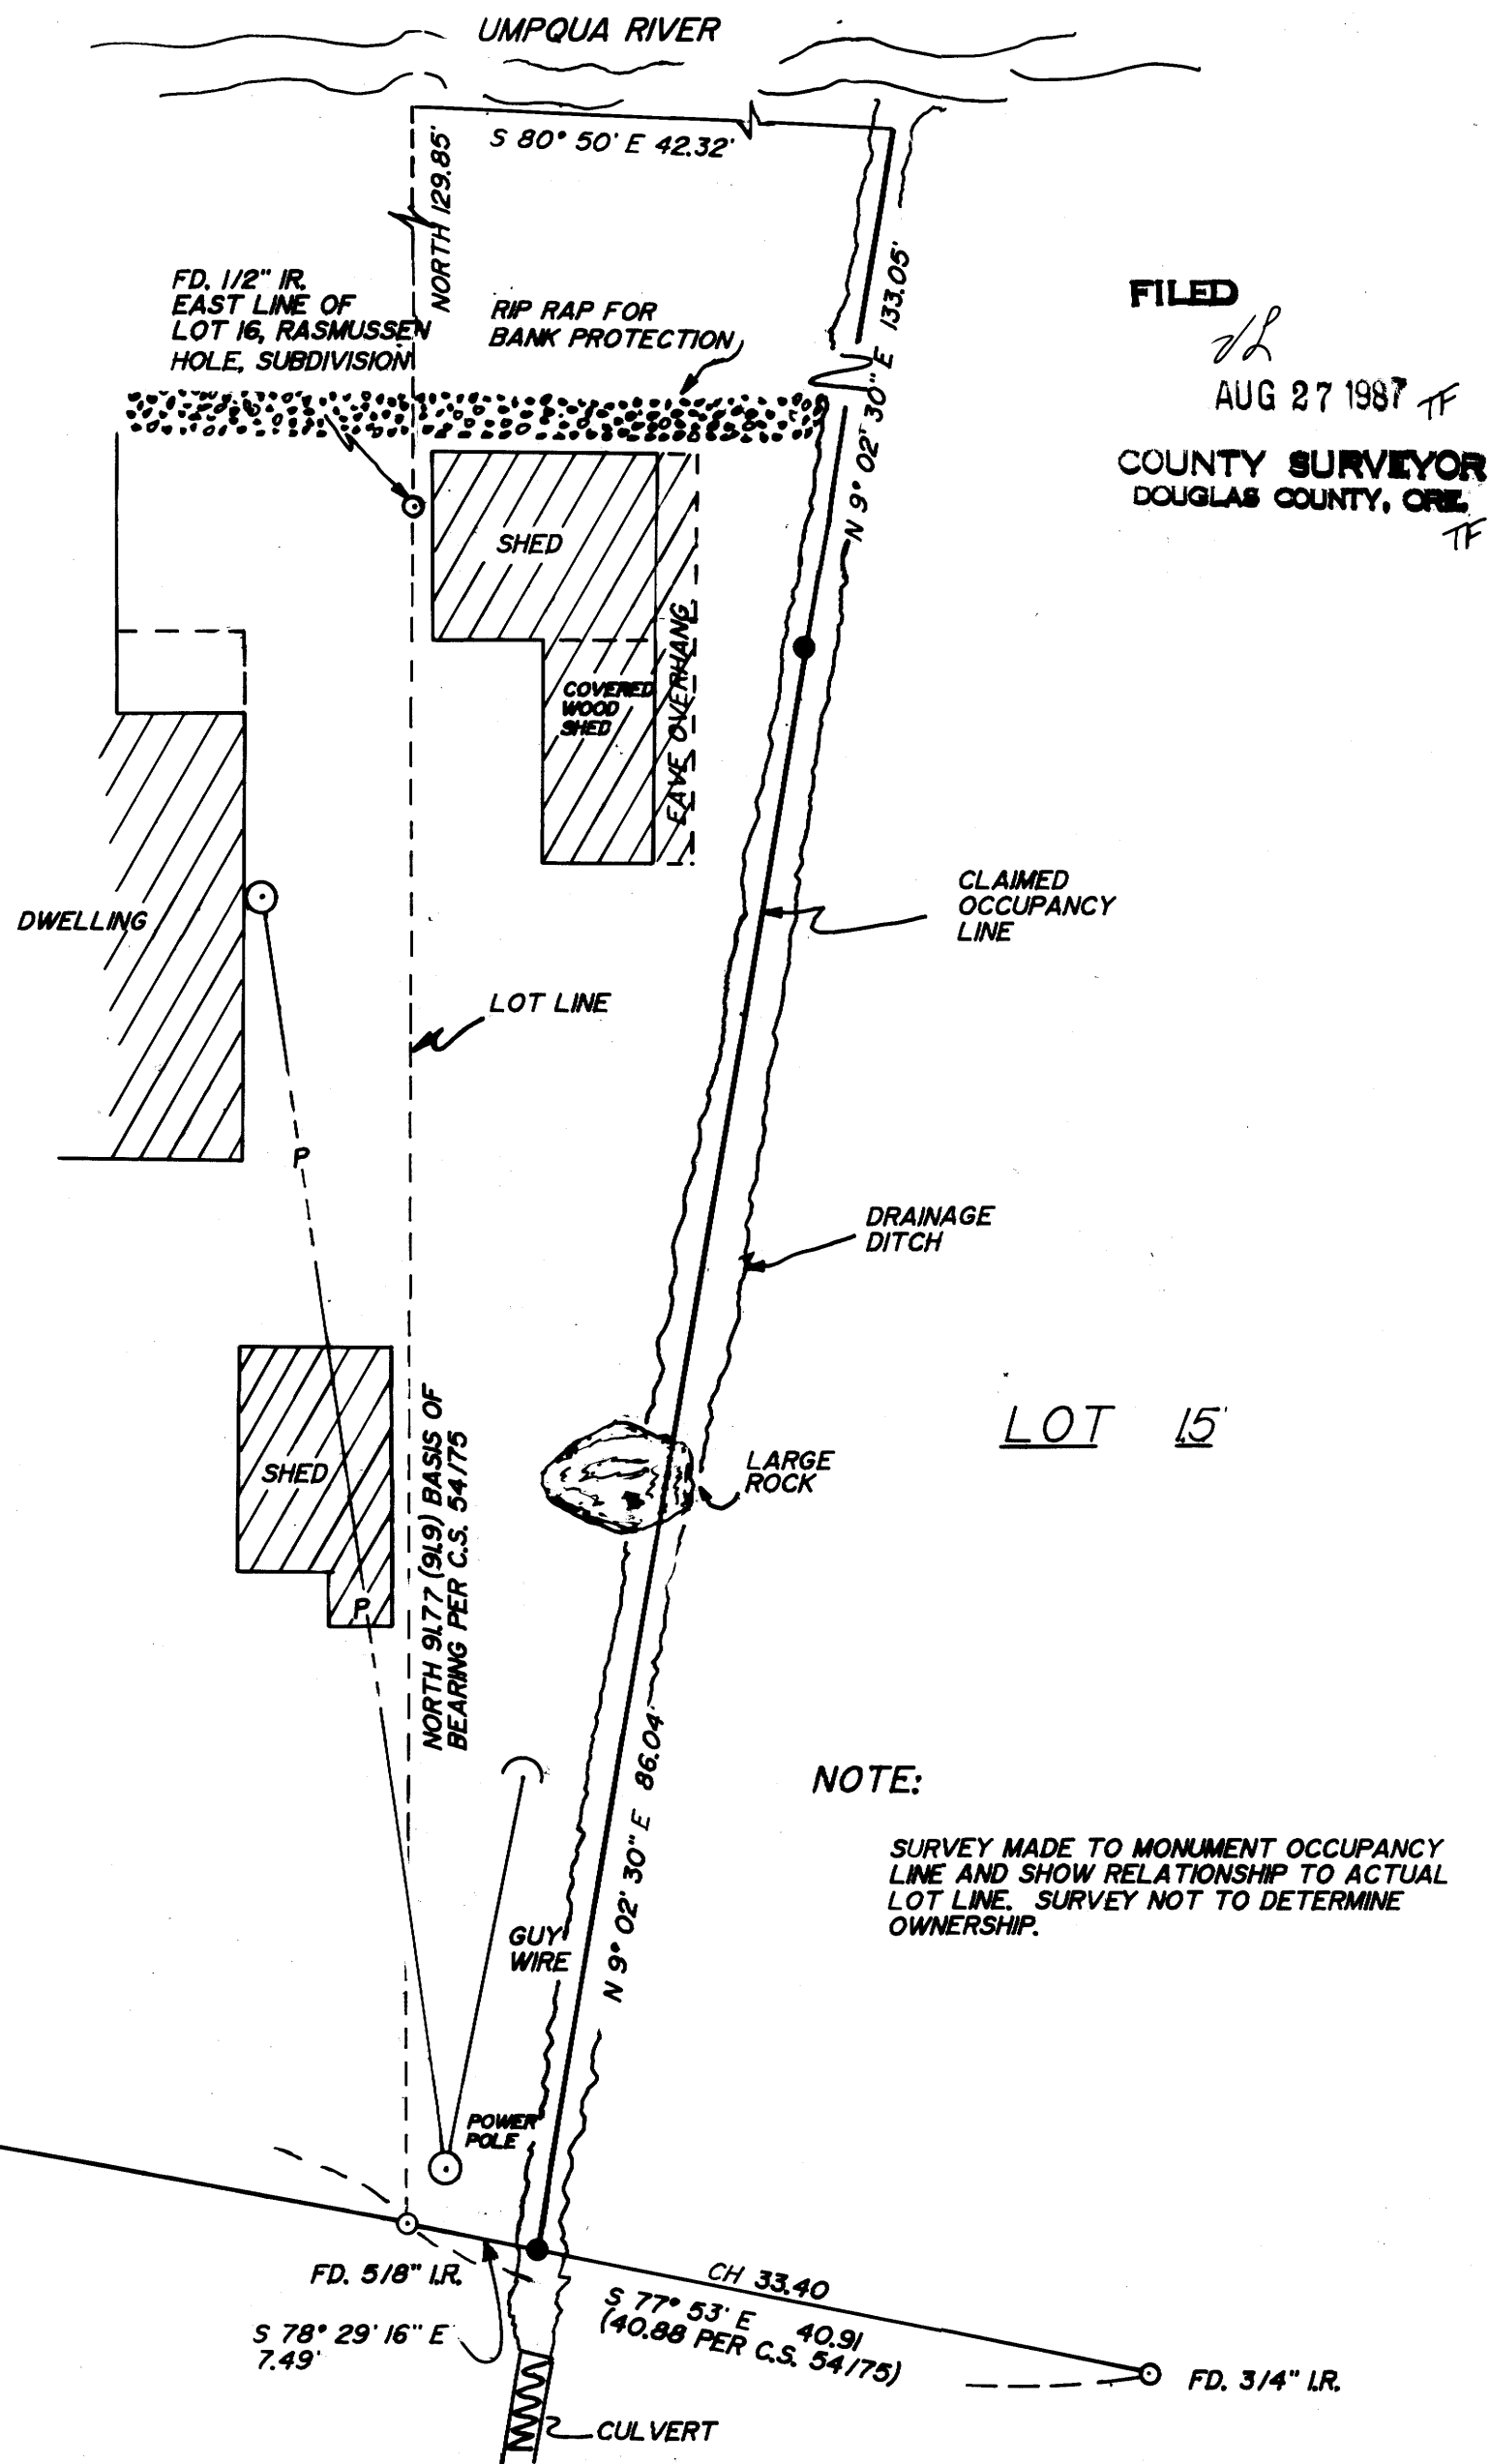 UMPQUA RIVER
S 80° 50' E 42.32'
NORTH 129.85'
FD. 1/2" IR.
EAST LINE OF
LOT 16, RASMUSSEN
HOLE, SUBDIVISION
RIP RAP FOR
BANK PROTECTION
N 9° 02' 30" E 133.05'
FILED
AUG 27 1987 TF
COUNTY SURVEYOR
DOUGLAS COUNTY, ORE.
TF
SHED
COVERED
WOOD
SHED
EAVE OVERHANG
DWELLING
CLAIMED
OCCUPANCY
LINE
LOT LINE
P
DRAINAGE
DITCH
LOT 15
SHED
P
NORTH 91.77 (91.9) BASIS OF
BEARING PER C.S. 54/75
LARGE
ROCK
N 9° 02' 30" E 86.04'
NOTE:
SURVEY MADE TO MONUMENT OCCUPANCY
LINE AND SHOW RELATIONSHIP TO ACTUAL
LOT LINE. SURVEY NOT TO DETERMINE
OWNERSHIP.
GUY
WIRE
POWER
POLE
FD. 5/8" I.R.
S 78° 29' 16" E
7.49'
CH 33.40
S 77° 53' E 40.91
(40.88 PER C.S. 54/75)
FD. 3/4" I.R.
CULVERT